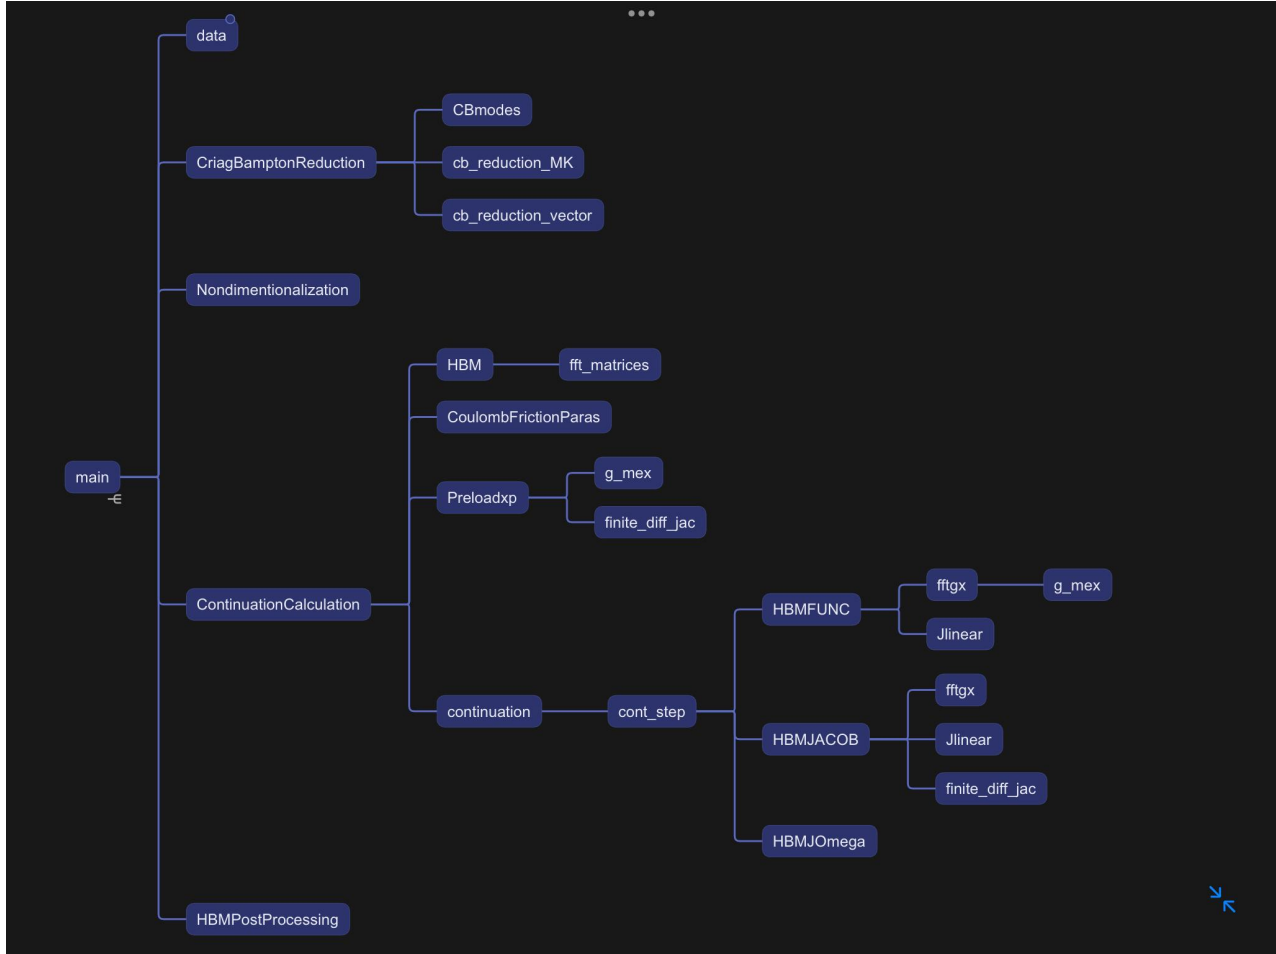 data
CBmodes
CriagBamptonReduction
cb_reduction_MK
cb_reduction_vector
Nondimentionalization
HBM
fft_matrices
CoulombFrictionParas
main
Preloadxp
g_mex
finite_diff_jac
ContinuationCalculation
HBMFUNC
fftgx
g_mex
Jlinear
continuation
cont_step
HBMJACOB
fftgx
Jlinear
finite_diff_jac
HBMJOmega
HBMPostProcessing